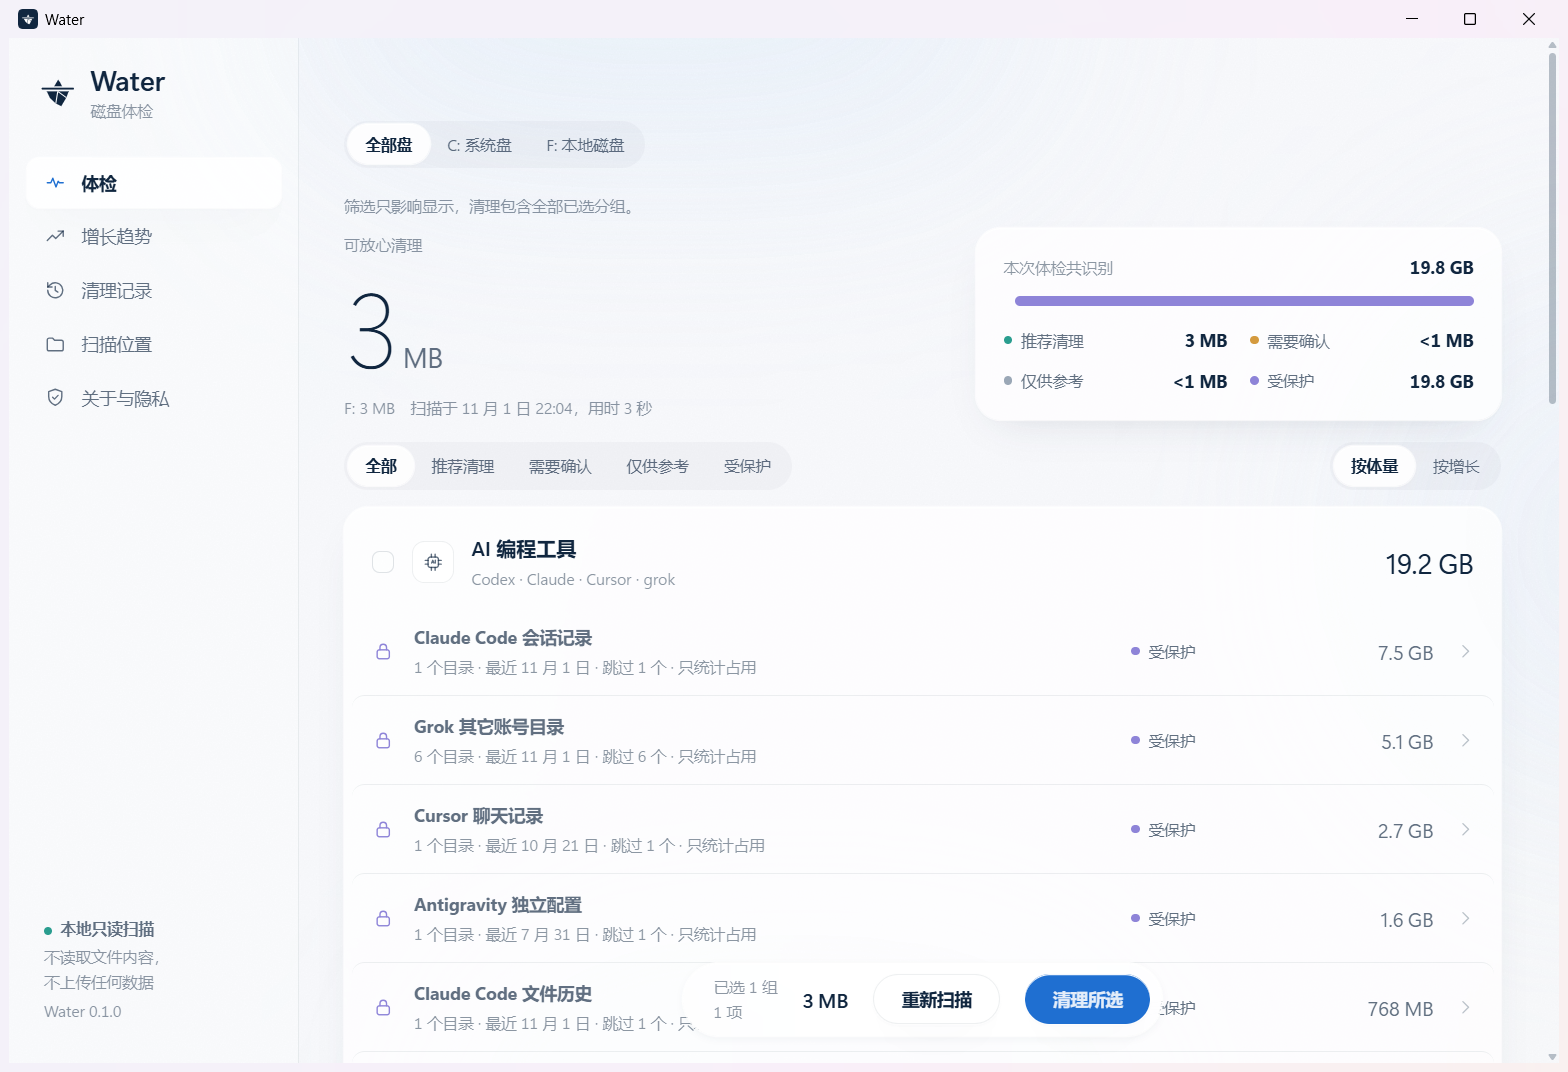 Water
Water
磁盘体检
体检
增长趋势
清理记录
扫描位置
关于与隐私
本地只读扫描
不读取文件内容，
不上传任何数据
Water 0.1.0
全部盘 C: 系统盘 F: 本地磁盘
筛选只影响显示，清理包含全部已选分组。
可放心清理
3 MB
F: 3 MB 扫描于 11 月 1 日 22:04，用时 3 秒
本次体检共识别 19.8 GB
推荐清理 3 MB 需要确认 <1 MB
仅供参考 <1 MB 受保护 19.8 GB
全部 推荐清理 需要确认 仅供参考 受保护
按体量 按增长
AI 编程工具
Codex · Claude · Cursor · grok
19.2 GB
Claude Code 会话记录
1 个目录 · 最近 11 月 1 日 · 跳过 1 个 · 只统计占用
受保护 7.5 GB
Grok 其它账号目录
6 个目录 · 最近 11 月 1 日 · 跳过 6 个 · 只统计占用
受保护 5.1 GB
Cursor 聊天记录
1 个目录 · 最近 10 月 21 日 · 跳过 1 个 · 只统计占用
受保护 2.7 GB
Antigravity 独立配置
1 个目录 · 最近 7 月 31 日 · 跳过 1 个 · 只统计占用
受保护 1.6 GB
Claude Code 文件历史
1 个目录 · 最近 11 月 1 日 · 跳过 1 个 · 只
保护 768 MB
已选 1 组
1 项
3 MB 重新扫描 清理所选